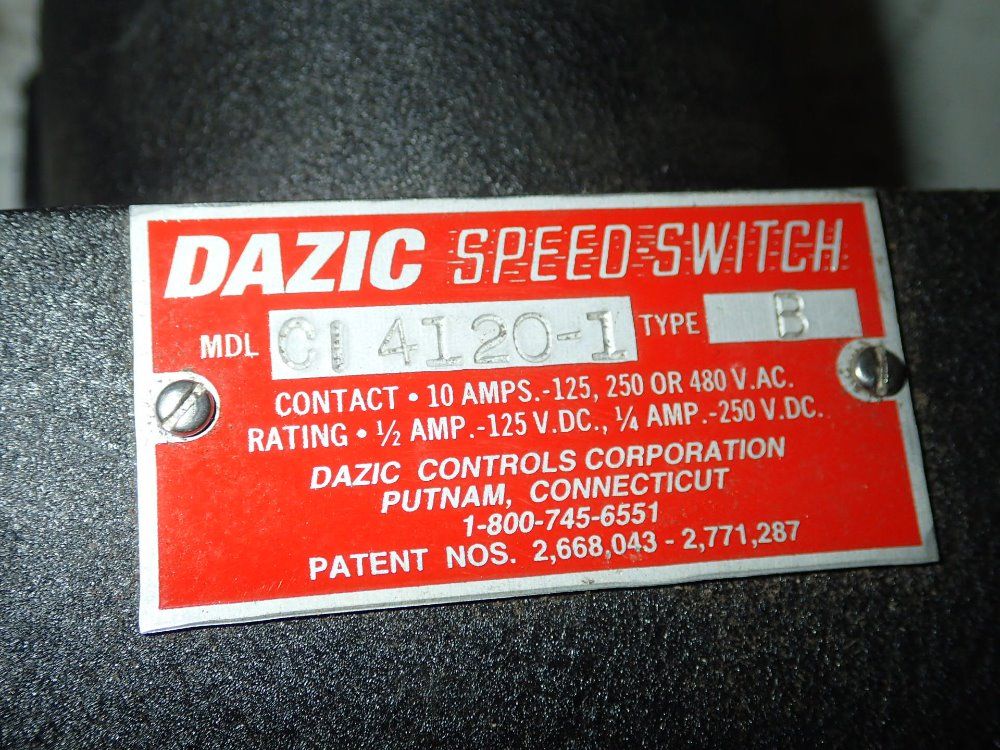 DAZIC SPEED SWITCH
MDL C| 4120-1 TYPE B
CONTACT • 10 AMPS.-125, 250 OR 480 V.AC.
RATING • ½ AMP.-125 V.DC., ¼ AMP.-250 V.DC.
DAZIC CONTROLS CORPORATION
PUTNAM, CONNECTICUT
1-800-745-6551
PATENT NOS. 2,668,043 - 2,771,287